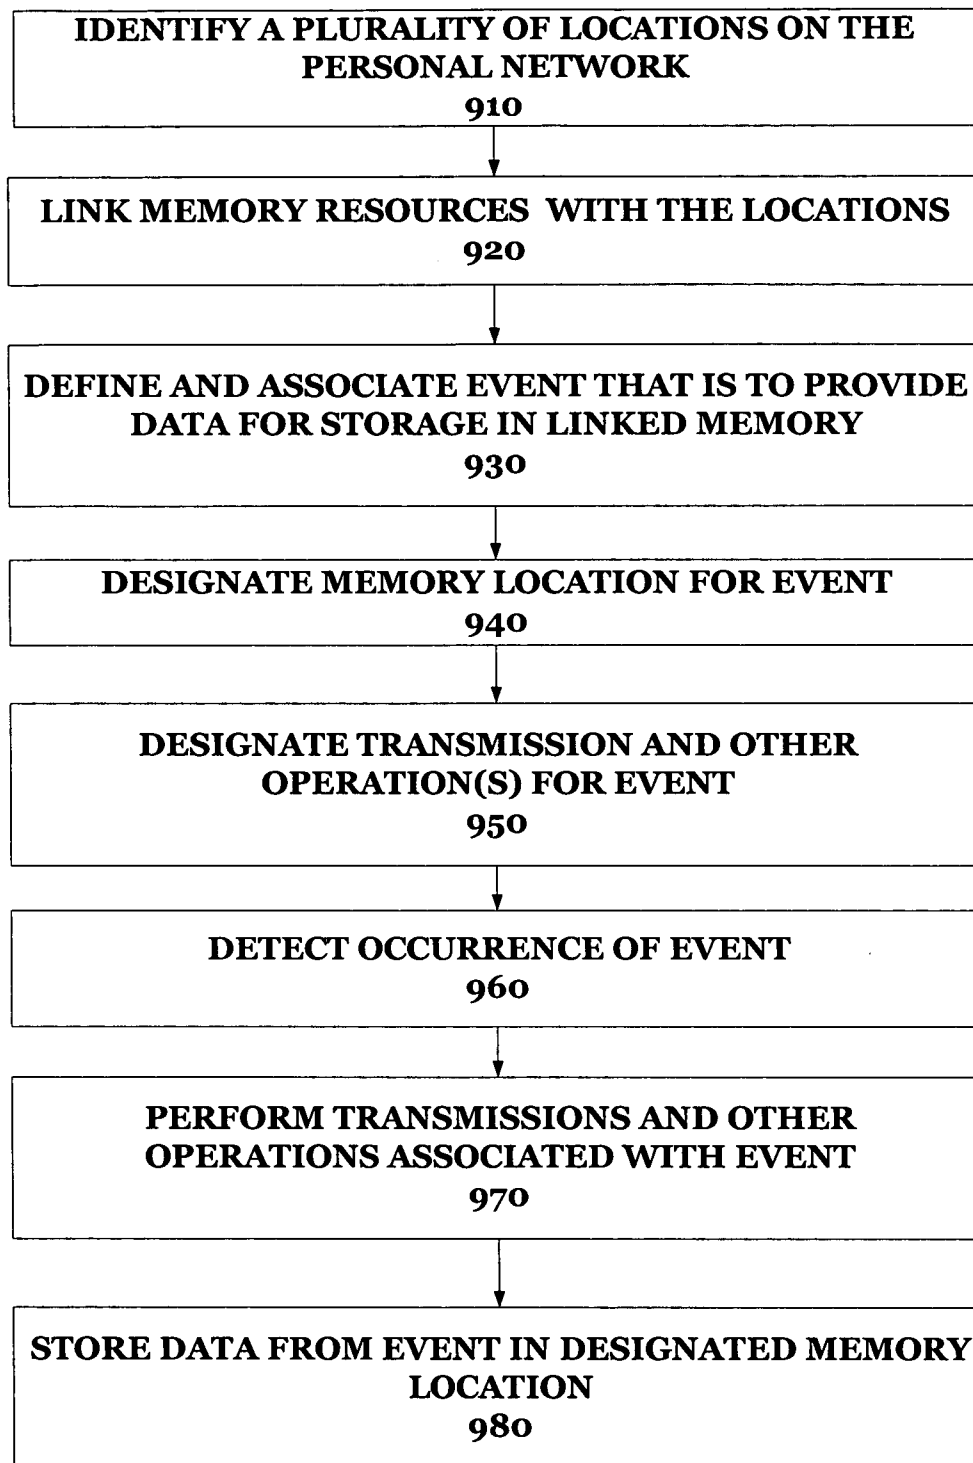 IDENTIFY A PLURALITY OF LOCATIONS ON THE
PERSONAL NETWORK
910
LINK MEMORY RESOURCES WITH THE LOCATIONS
920
DEFINE AND ASSOCIATE EVENT THAT IS TO PROVIDE
DATA FOR STORAGE IN LINKED MEMORY
930
DESIGNATE MEMORY LOCATION FOR EVENT
940
DESIGNATE TRANSMISSION AND OTHER
OPERATION(S) FOR EVENT
950
DETECT OCCURRENCE OF EVENT
960
PERFORM TRANSMISSIONS AND OTHER
OPERATIONS ASSOCIATED WITH EVENT
970
STORE DATA FROM EVENT IN DESIGNATED MEMORY
LOCATION
980